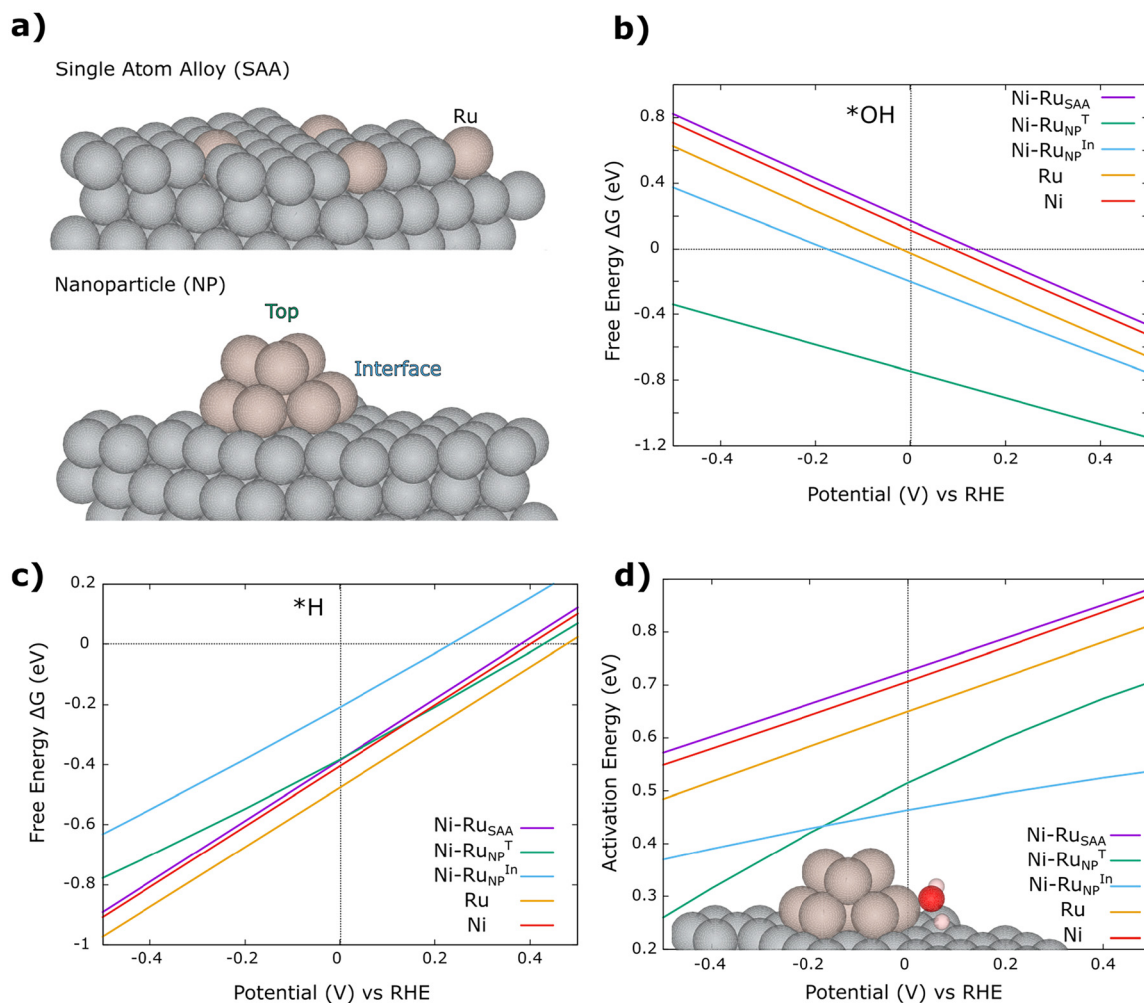 a)
Single Atom Alloy (SAA)
Ru
Nanoparticle (NP)
Top
Interface
b)
*OH
Ni-Ru_SAA
Ni-Ru_NP^T
Ni-Ru_NP^In
Ru
Ni
Free Energy ΔG (eV)
0.8
0.4
0
-0.4
-0.8
-1.2
-0.4
-0.2
0
0.2
0.4
Potential (V) vs RHE
c)
*H
Free Energy ΔG (eV)
0.2
0
-0.2
-0.4
-0.6
-0.8
-1
Ni-Ru_SAA
Ni-Ru_NP^T
Ni-Ru_NP^In
Ru
Ni
-0.4
-0.2
0
0.2
0.4
Potential (V) vs RHE
d)
Activation Energy (eV)
0.8
0.7
0.6
0.5
0.4
0.3
0.2
Ni-Ru_SAA
Ni-Ru_NP^T
Ni-Ru_NP^In
Ru
Ni
-0.4
-0.2
0
0.2
0.4
Potential (V) vs RHE